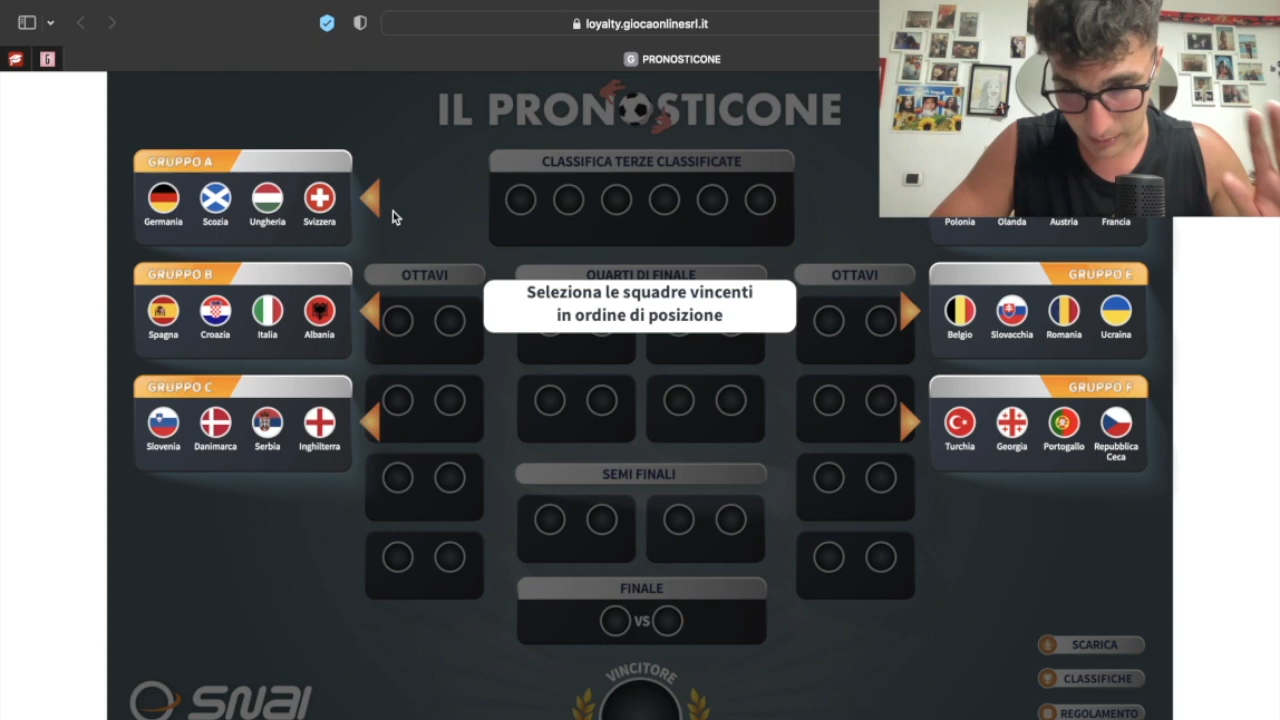 loyalty.giocaonlinesrl.it
G
G PRONOSTICONE
IL PRONOSTICONE
GRUPPO A
Germania Scozia Ungheria Svizzera
CLASSIFICA TERZE CLASSIFICATE
Polonia Olanda Austria Francia
GRUPPO B
Spagna Croazia Italia Albania
OTTAVI
QUARTI DI FINALE
OTTAVI
GRUPPO E
Belgio Slovacchia Romania Ucraina
Seleziona le squadre vincenti
in ordine di posizione
GRUPPO C
Slovenia Danimarca Serbia Inghilterra
GRUPPO F
Turchia Georgia Portogallo Repubblica
Ceca
SEMI FINALI
FINALE
VS
VINCITORE
SNAI
SCARICA
CLASSIFICHE
REGOLAMENTO